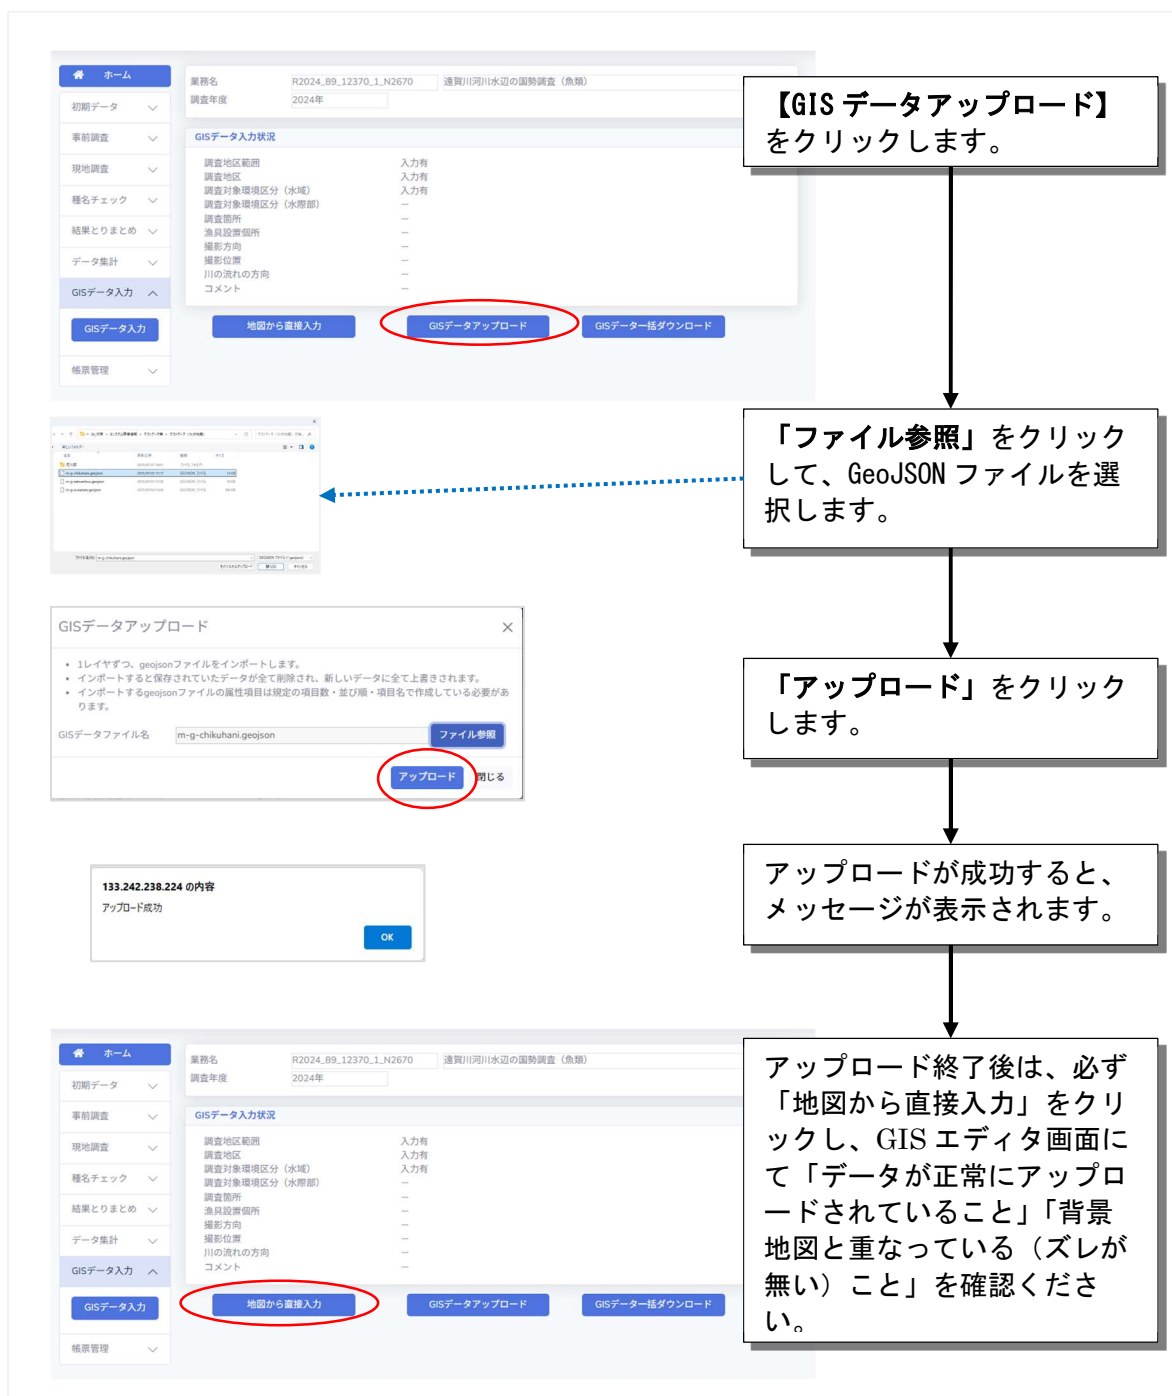 ホーム
初期データ
事前調査
現地調査
種名チェック
結果とりまとめ
データ集計
GISデータ入力
GISデータ入力
帳票管理
業務名 R2024_89_12370_1_N2670 遠賀川河川水辺の国勢調査（魚類）
調査年度 2024年
GISデータ入力状況
調査地区範囲 入力有
調査地区 入力有
調査対象環境区分（水域） 入力有
調査対象環境区分（水際部） ー
調査箇所 ー
漁具設置個所 ー
撮影方向 ー
撮影位置 ー
川の流れの方向 ー
コメント ー
地図から直接入力 GISデータアップロード GISデータ一括ダウンロード
【GIS データアップロード】
をクリックします。
「ファイル参照」をクリック
して、GeoJSON ファイルを選
択します。
m-g-chikuhani.geojson
GISデータアップロード ×
• 1レイヤずつ、geojsonファイルをインポートします。
• インポートすると保存されていたデータが全て削除され、新しいデータに全て上書きされます。
• インポートするgeojsonファイルの属性項目は規定の項目数・並び順・項目名で作成している必要があ
ります。
GISデータファイル名 m-g-chikuhani.geojson ファイル参照
アップロード 閉じる
「アップロード」をクリック
します。
133.242.238.224 の内容
アップロード成功
OK
アップロードが成功すると、
メッセージが表示されます。
ホーム
初期データ
事前調査
現地調査
種名チェック
結果とりまとめ
データ集計
GISデータ入力
GISデータ入力
帳票管理
業務名 R2024_89_12370_1_N2670 遠賀川河川水辺の国勢調査（魚類）
調査年度 2024年
GISデータ入力状況
調査地区範囲 入力有
調査地区 入力有
調査対象環境区分（水域） 入力有
調査対象環境区分（水際部） ー
調査箇所 ー
漁具設置個所 ー
撮影方向 ー
撮影位置 ー
川の流れの方向 ー
コメント ー
地図から直接入力 GISデータアップロード GISデータ一括ダウンロード
アップロード終了後は、必ず
「地図から直接入力」をクリ
ックし、GIS エディタ画面に
て「データが正常にアップロ
ードされていること」「背景
地図と重なっている（ズレが
無い）こと」を確認くださ
い。